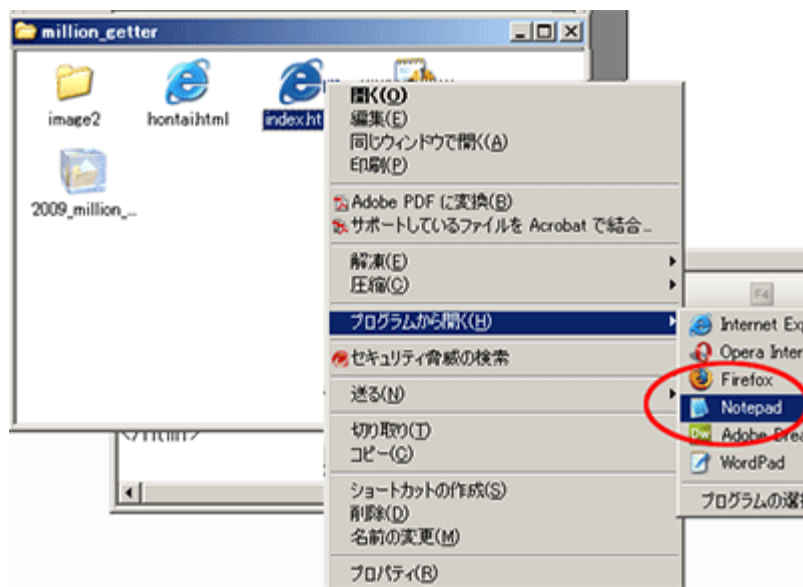 million_getter
image2
hontai.html
index.ht
2009_million_...
開く(O)
編集(E)
同じウィンドウで開く(A)
印刷(P)
Adobe PDF に変換(B)
サポートしているファイルを Acrobat で結合...
解凍(E)
圧縮(C)
プログラムから開く(H)
セキュリティ脅威の検索
送る(N)
切り取り(T)
コピー(C)
ショートカットの作成(S)
削除(D)
名前の変更(M)
プロパティ(R)
F4
Internet Exp
Opera Inter
Firefox
Notepad
Adobe Drea
WordPad
プログラムの選択
</html>